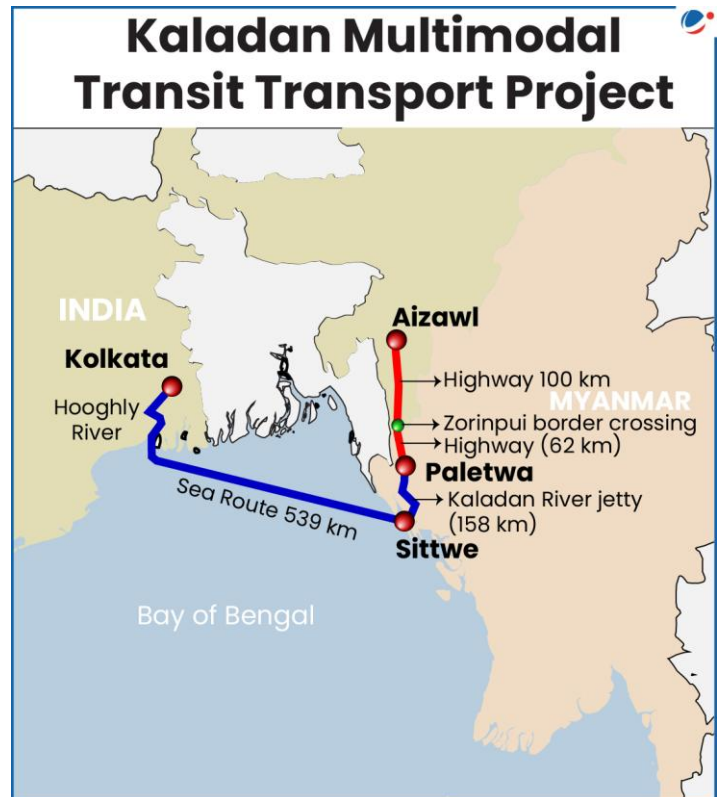 Kaladan Multimodal
Transit Transport Project
INDIA
Kolkata
Hooghly
River
Aizawl
Highway 100 km
MYANMAR
Zorinpui border crossing
Highway (62 km)
Paletwa
Kaladan River jetty
(158 km)
Sea Route 539 km
Sittwe
Bay of Bengal